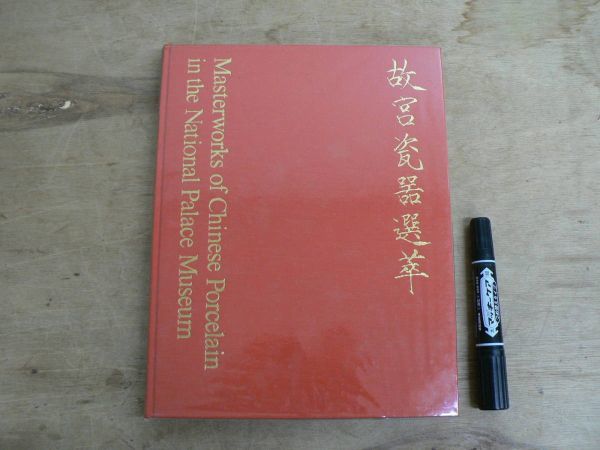 故宮瓷器選萃
Masterworks of Chinese Porcelain
in the National Palace Museum